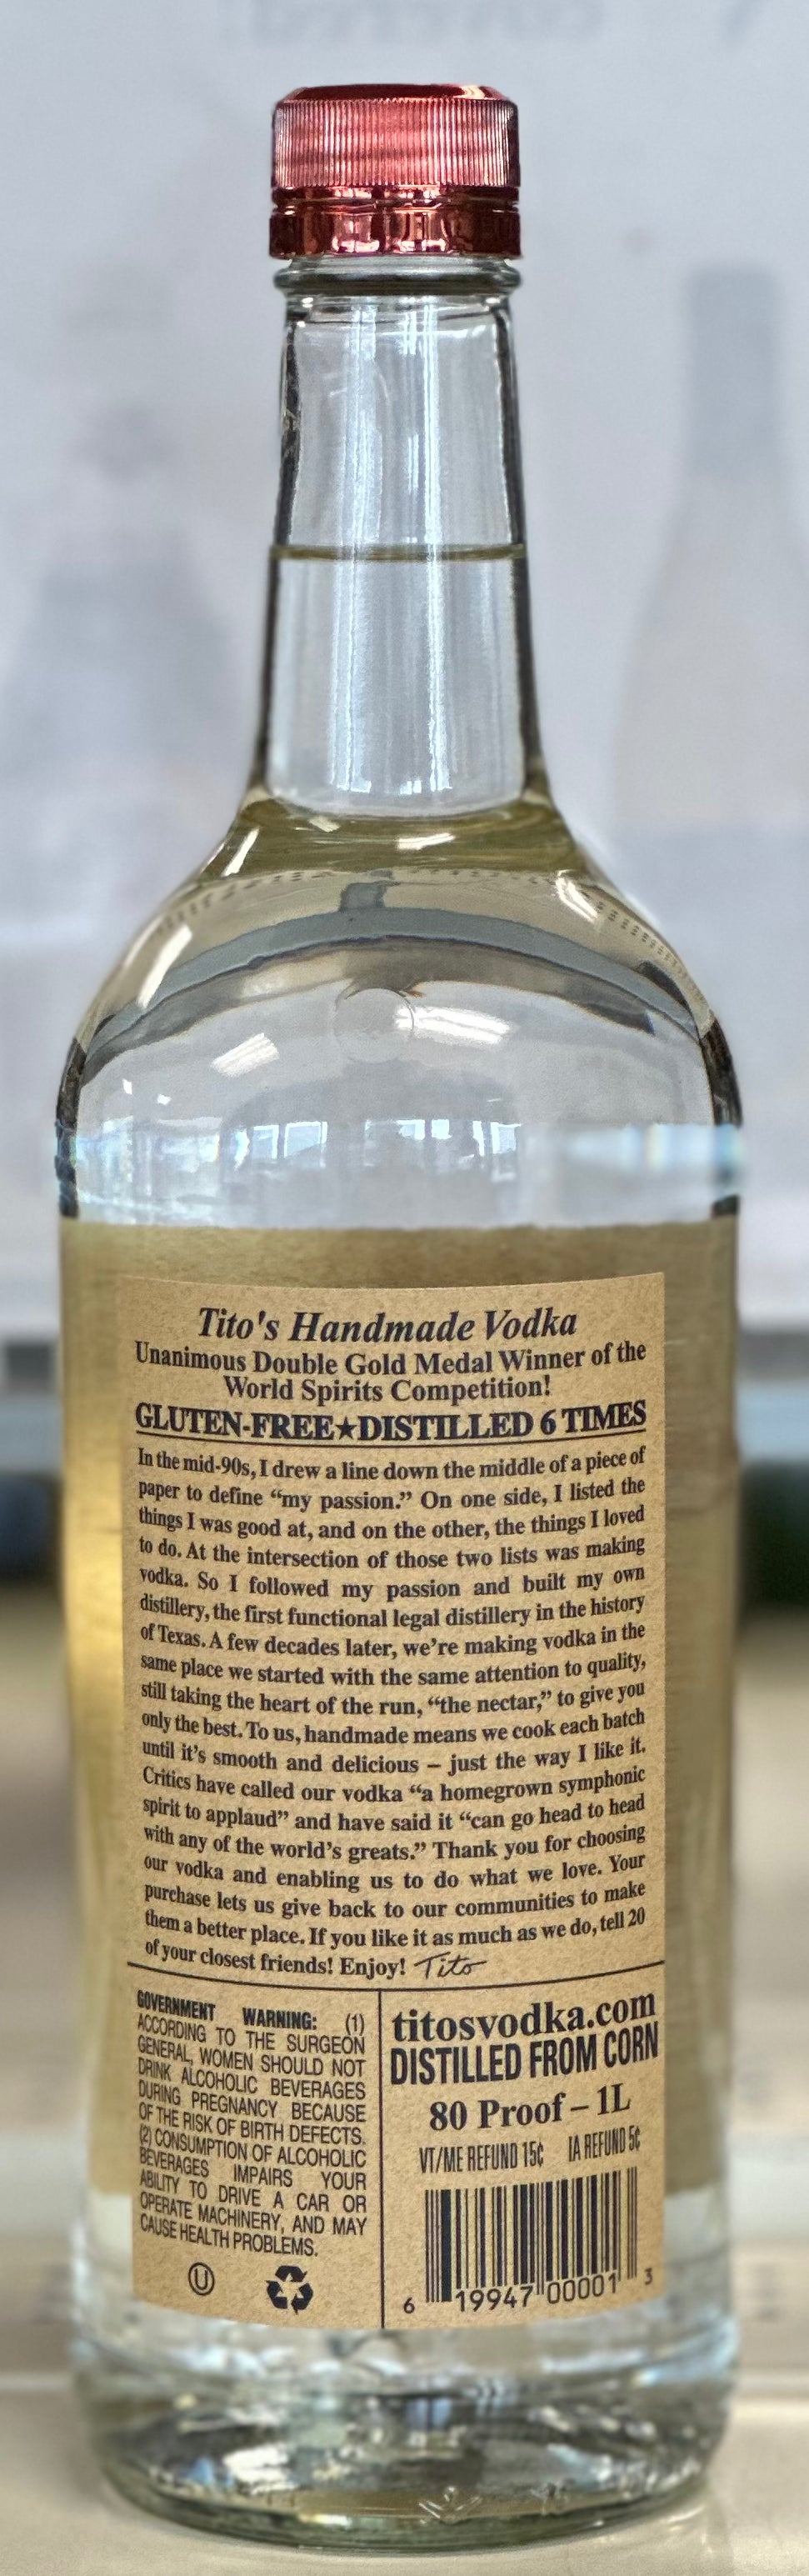 Tito's Handmade Vodka
Unanimous Double Gold Medal Winner of the
World Spirits Competition!
GLUTEN-FREE★DISTILLED 6 TIMES
In the mid-90s, I drew a line down the middle of a piece of
paper to define “my passion.” On one side, I listed the
things I was good at, and on the other, the things I loved
to do. At the intersection of those two lists was making
vodka. So I followed my passion and built my own
distillery, the first functional legal distillery in the history
of Texas. A few decades later, we’re making vodka in the
same place we started with the same attention to quality,
still taking the heart of the run, “the nectar,” to give you
only the best. To us, handmade means we cook each batch
until it’s smooth and delicious – just the way I like it.
Critics have called our vodka “a homegrown symphonic
spirit to applaud” and have said it “can go head to head
with any of the world’s greats.” Thank you for choosing
our vodka and enabling us to do what we love. Your
purchase lets us give back to our communities to make
them a better place. If you like it as much as we do, tell 20
of your closest friends! Enjoy! Tito
GOVERNMENT WARNING: (1)
ACCORDING TO THE SURGEON
GENERAL, WOMEN SHOULD NOT
DRINK ALCOHOLIC BEVERAGES
DURING PREGNANCY BECAUSE
OF THE RISK OF BIRTH DEFECTS.
(2) CONSUMPTION OF ALCOHOLIC
BEVERAGES IMPAIRS YOUR
ABILITY TO DRIVE A CAR OR
OPERATE MACHINERY, AND MAY
CAUSE HEALTH PROBLEMS.
U
titosvodka.com
DISTILLED FROM CORN
80 Proof – 1L
VT/ME REFUND 15¢ IA REFUND 5¢
6 19947 00001 3